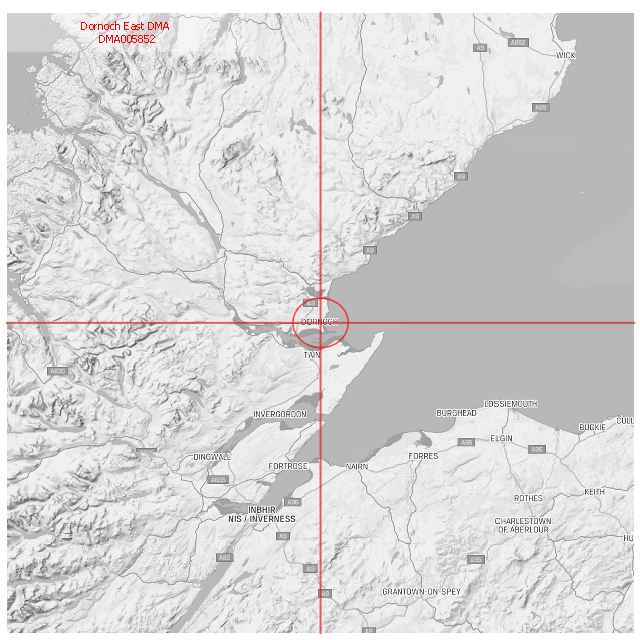 Dornoch East DMA
DMA005852
A9
A882
WICK
A99
A9
A9
A9
A9
DORNOCH
TAIN
A835
INVERGORDON
BURGHEAD
LOSSIEMOUTH
BUCKIE
CULL
A96
ELGIN
A96
DINGWALL
FORTROSE
NAIRN
FORRES
A835
A96
ROTHES
KEITH
INBHIR
NIS / INVERNESS
CHARLESTOWN
OF ABERLOUR
A9
HU
A82
A9
A95
A9
GRANTOWN-ON-SPEY
A9